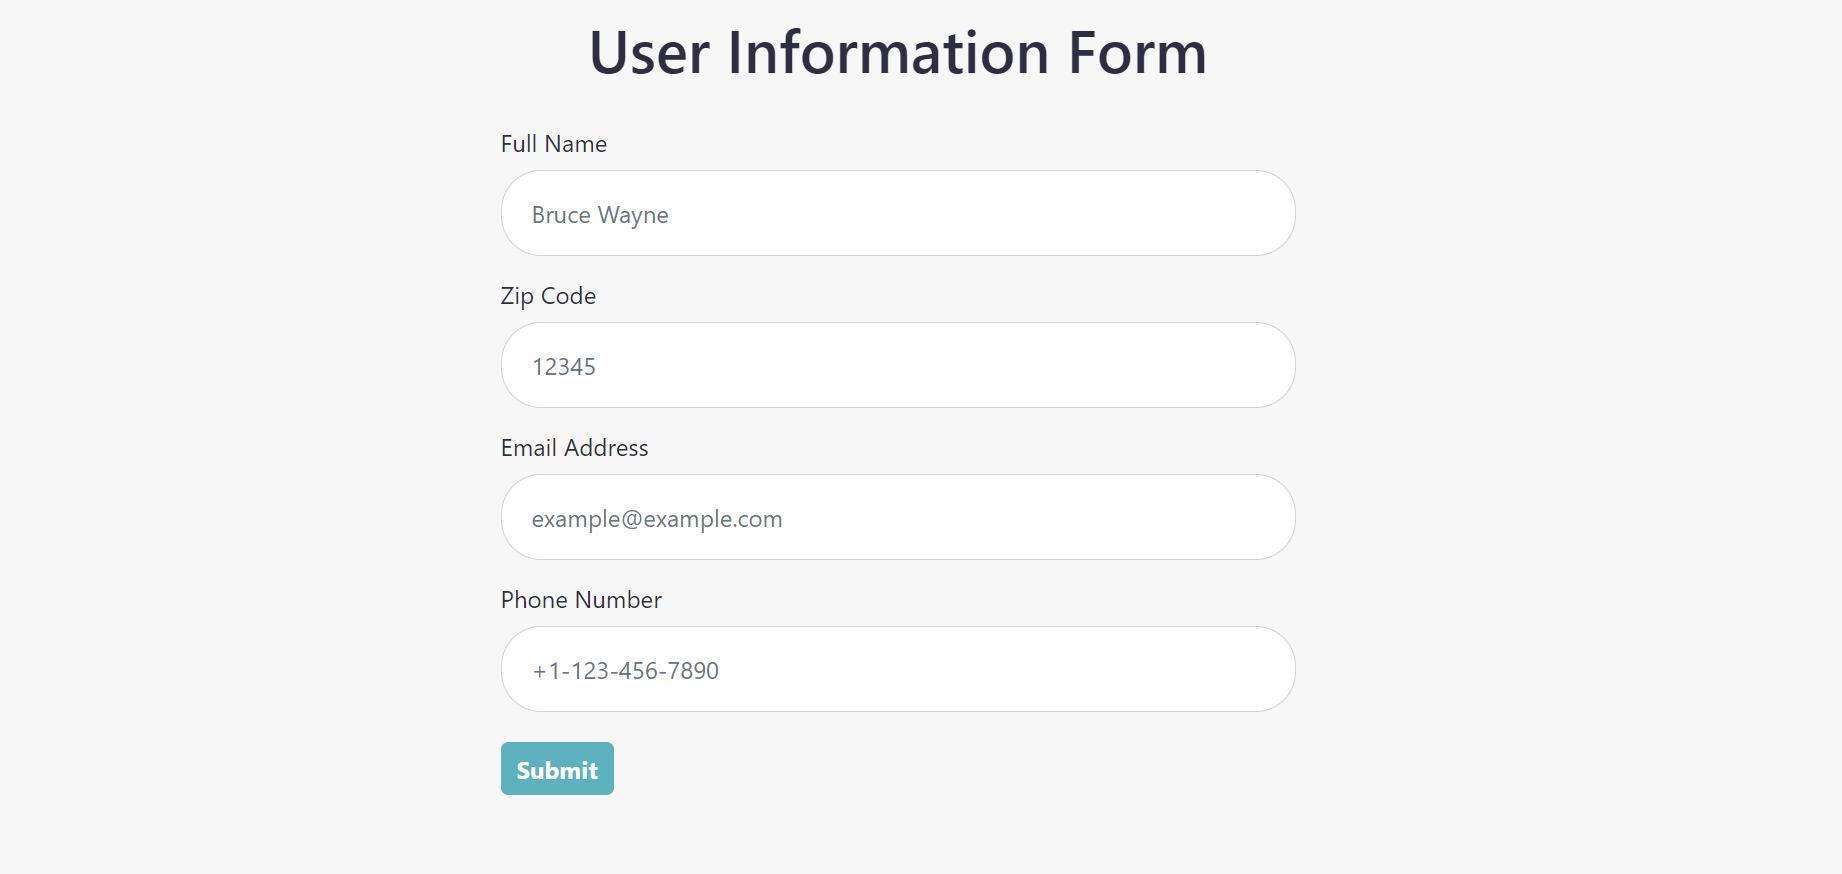 User Information Form
Full Name
Bruce Wayne
Zip Code
12345
Email Address
example@example.com
Phone Number
+1-123-456-7890
Submit